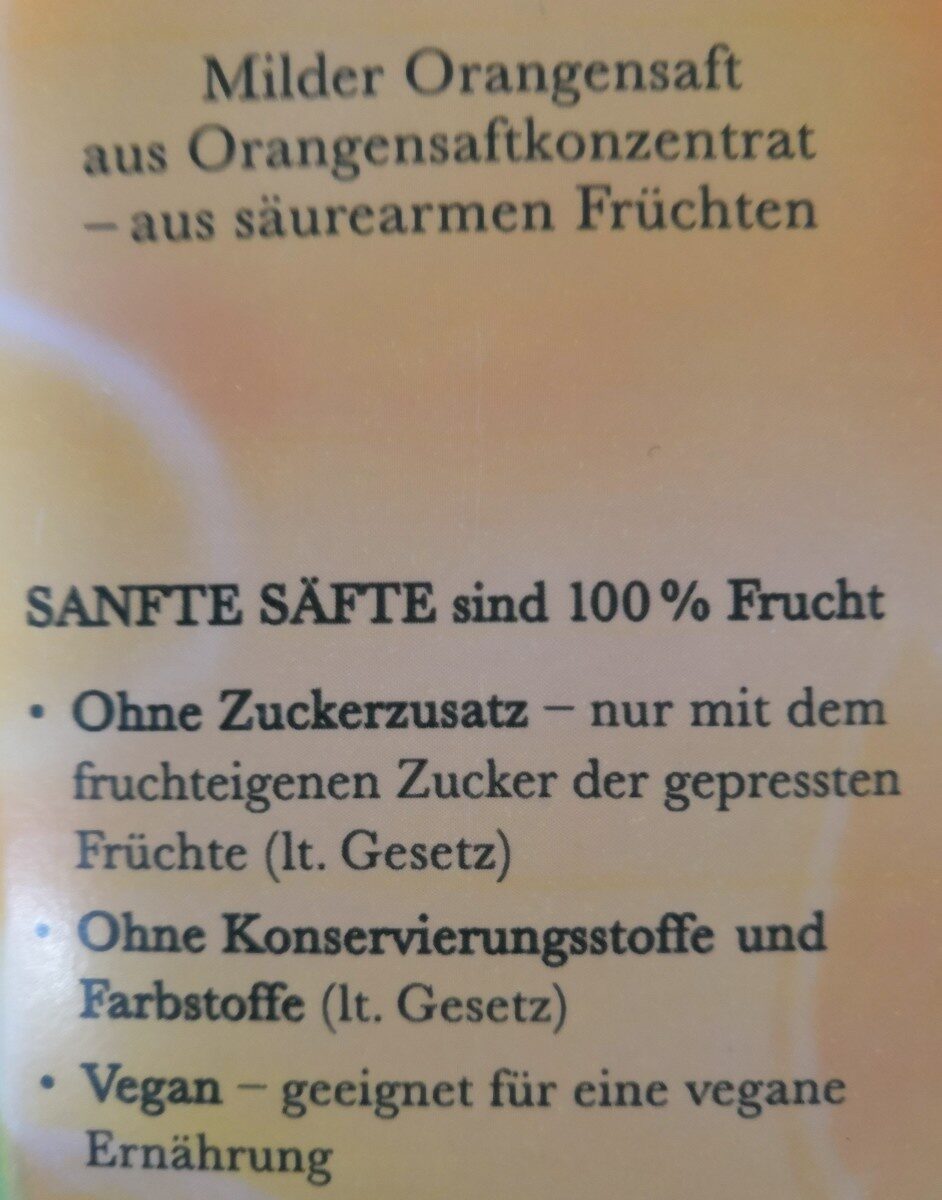 Milder Orangensaft
aus Orangensaftkonzentrat
– aus säurearmen Früchten
SANFTE SÄFTE sind 100 % Frucht
• Ohne Zuckerzusatz – nur mit dem
fruchteigenen Zucker der gepressten
Früchte (lt. Gesetz)
• Ohne Konservierungsstoffe und
Farbstoffe (lt. Gesetz)
• Vegan – geeignet für eine vegane
Ernährung